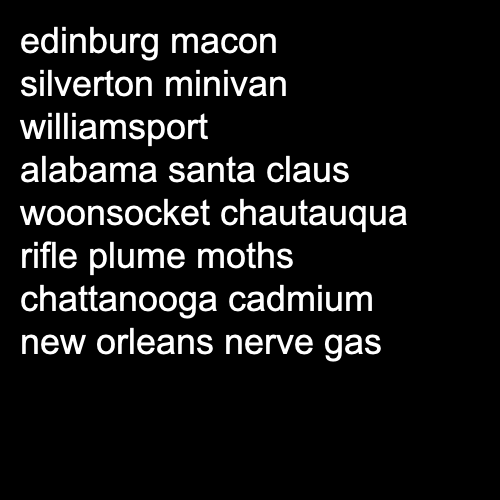 edinburg macon
silverton minivan
williamsport
alabama santa claus
woonsocket chautauqua
rifle plume moths
chattanooga cadmium
new orleans nerve gas